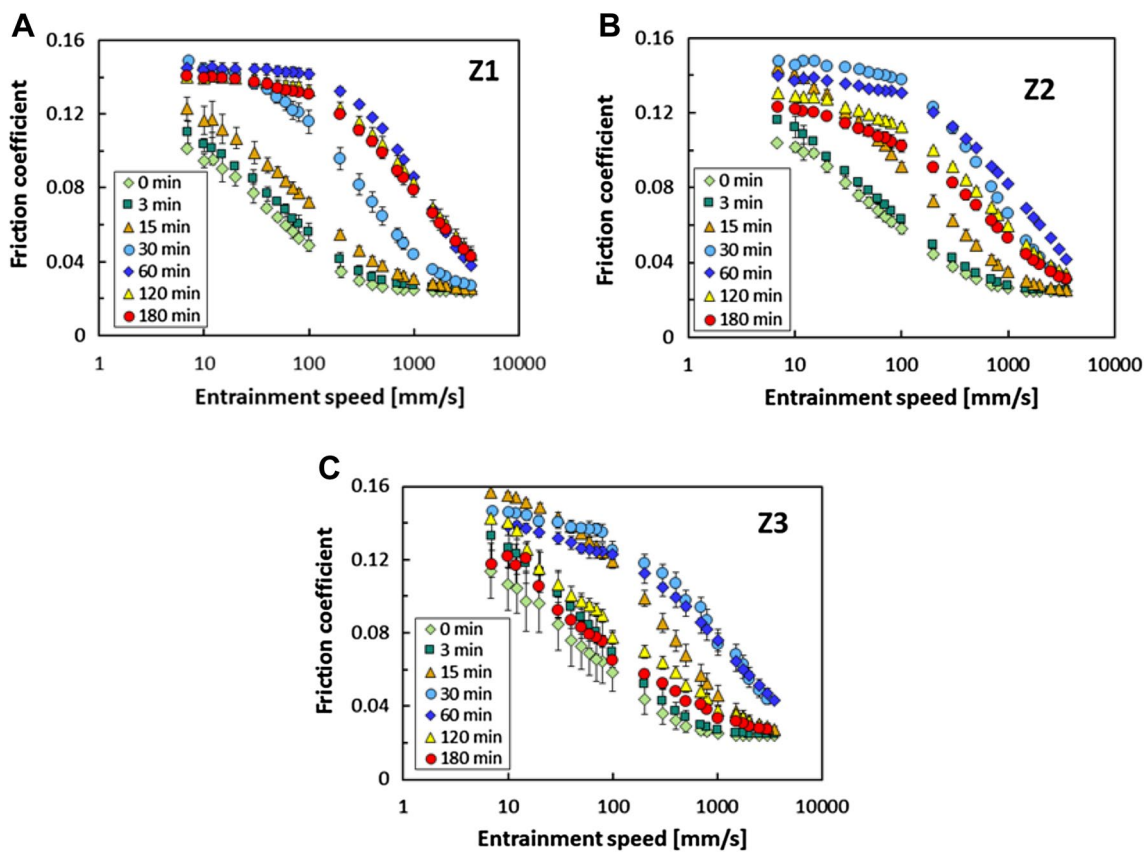 A
Z1
Friction coefficient
0.16
0.12
0.08
0.04
0
0 min
3 min
15 min
30 min
60 min
120 min
180 min
1 10 100 1000 10000
Entrainment speed [mm/s]
B
Z2
Friction coefficient
0.16
0.12
0.08
0.04
0
0 min
3 min
15 min
30 min
60 min
120 min
180 min
1 10 100 1000 10000
Entrainment speed [mm/s]
C
Z3
Friction coefficient
0.16
0.12
0.08
0.04
0
0 min
3 min
15 min
30 min
60 min
120 min
180 min
1 10 100 1000 10000
Entrainment speed [mm/s]